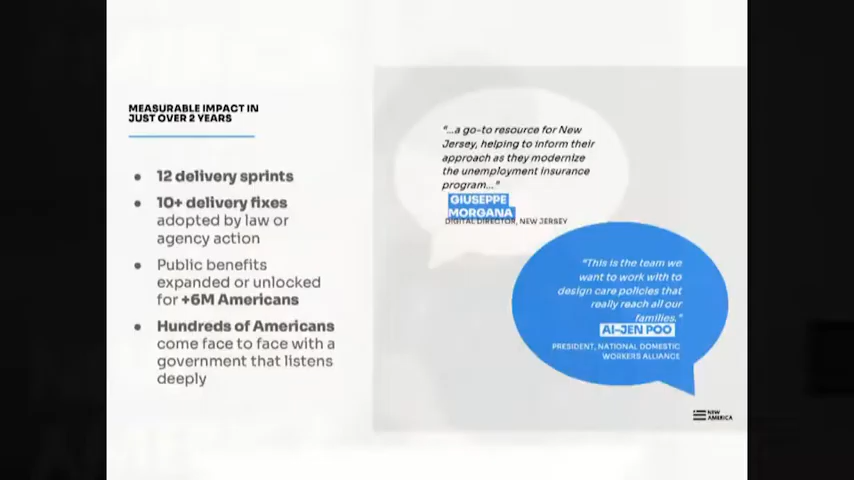 MEASURABLE IMPACT IN
JUST OVER 2 YEARS
12 delivery sprints
10+ delivery fixes
adopted by law or
agency action
Public benefits
expanded or unlocked
for +6M Americans
Hundreds of Americans
come face to face with a
government that listens
deeply
"...a go-to resource for New
Jersey, helping to inform their
approach as they modernize
the unemployment insurance
program..."
GIUSEPPE
MORGANA
DIGITAL DIRECTOR, NEW JERSEY
"This is the team we
want to work with to
design care policies that
really reach all our
families."
AI-JEN POO
PRESIDENT, NATIONAL DOMESTIC
WORKERS ALLIANCE
NEW
AMERICA